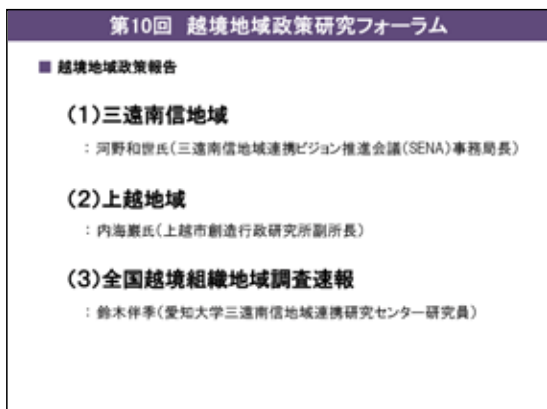 第10回 越境地域政策研究フォーラム
■ 越境地域政策報告
(1)三遠南信地域
：河野和世氏(三遠南信地域連携ビジョン推進会議(SENA)事務局長)
(2)上越地域
：内海巌氏(上越市創造行政研究所副所長)
(3)全国越境組織地域調査速報
：鈴木伴季(愛知大学三遠南信地域連携研究センター研究員)